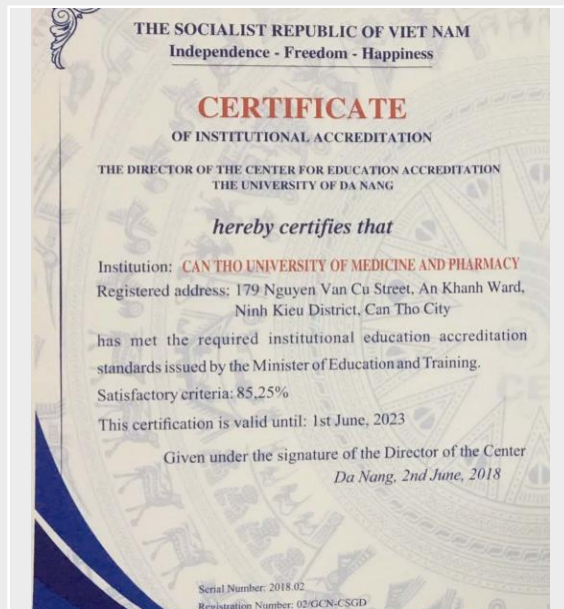 THE SOCIALIST REPUBLIC OF VIET NAM
Independence - Freedom - Happiness
CERTIFICATE
OF INSTITUTIONAL ACCREDITATION
THE DIRECTOR OF THE CENTER FOR EDUCATION ACCREDITATION
THE UNIVERSITY OF DA NANG
hereby certifies that
Institution: CAN THO UNIVERSITY OF MEDICINE AND PHARMACY
Registered address: 179 Nguyen Van Cu Street, An Khanh Ward,
Ninh Kieu District, Can Tho City
has met the required institutional education accreditation
standards issued by the Minister of Education and Training.
Satisfactory criteria: 85,25%
This certification is valid until: 1st June, 2023
Given under the signature of the Director of the Center
Da Nang, 2nd June, 2018
Serial Number: 2018.02
Registration Number: 02/GCN-CSGD